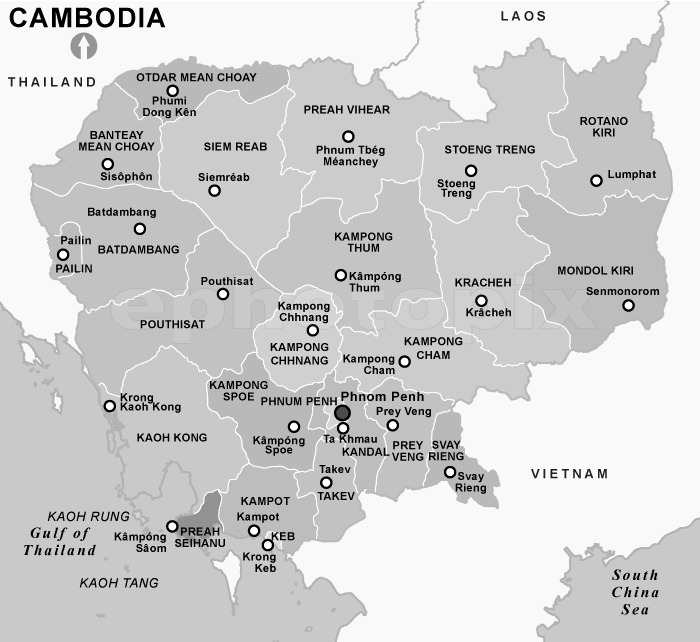 CAMBODIA
LAOS
THAILAND
OTDAR MEAN CHOAY
Phumi
Dong Kên
PREAH VIHEAR
ROTANO
KIRI
BANTEAY
MEAN CHOAY
SIEM REAB
Phnum Tbég
Méanchey
STOENG TRENG
Sisôphôn
Siemréab
Stoeng
Treng
Lumphat
Batdambang
Pailin
BATDAMBANG
PAILIN
KAMPONG
THUM
Kâmpóng
Thum
MONDOL KIRI
Senmonorom
Pouthisat
KRACHEH
Krâcheh
ephotopix
POUTHISAT
Kampong
Chhnang
KAMPONG
CHHNANG
KAMPONG
CHAM
Kampong
Cham
KAMPONG
SPOE
PHNUM PENH
Phnom Penh
Krong
Kaoh Kong
Prey Veng
KAOH KONG
Kâmpóng
Spoe
Ta Khmau
KANDAL
PREY
VENG
SVAY
RIENG
Takev
TAKEV
Svay
Rieng
VIETNAM
KAMPOT
Kampot
KAOH RUNG
Gulf of
Thailand
Kâmpóng
Sâom
PREAH
SEIHANU
KEB
Krong
Keb
KAOH TANG
South
China
Sea